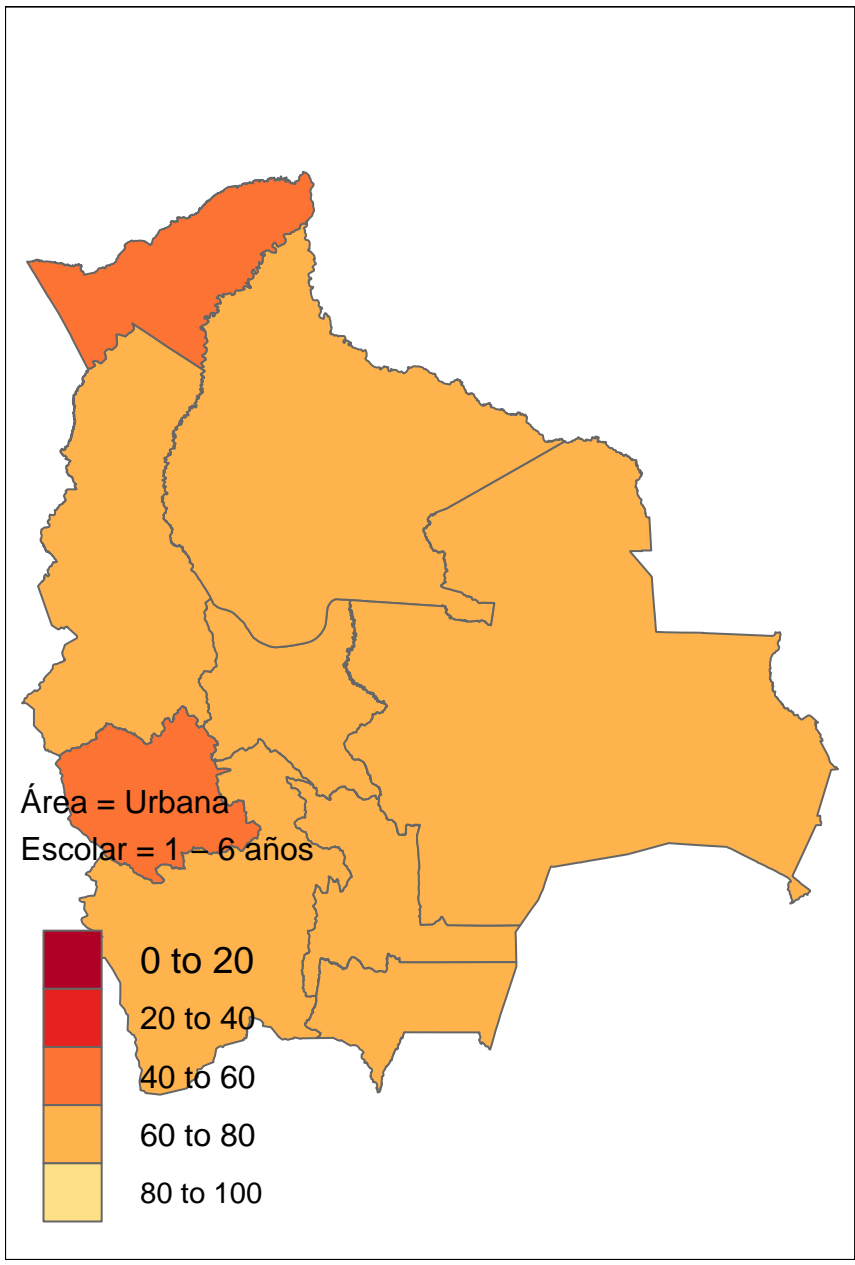 Área = Urbana
Escolar = 1 – 6 años
0 to 20
20 to 40
40 to 60
60 to 80
80 to 100